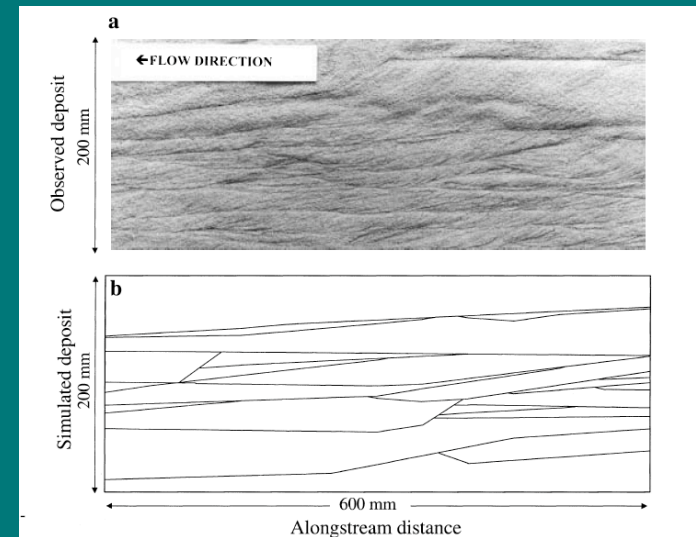 a
←FLOW DIRECTION
Observed deposit
200 mm
b
Simulated deposit
200 mm
600 mm
Alongstream distance